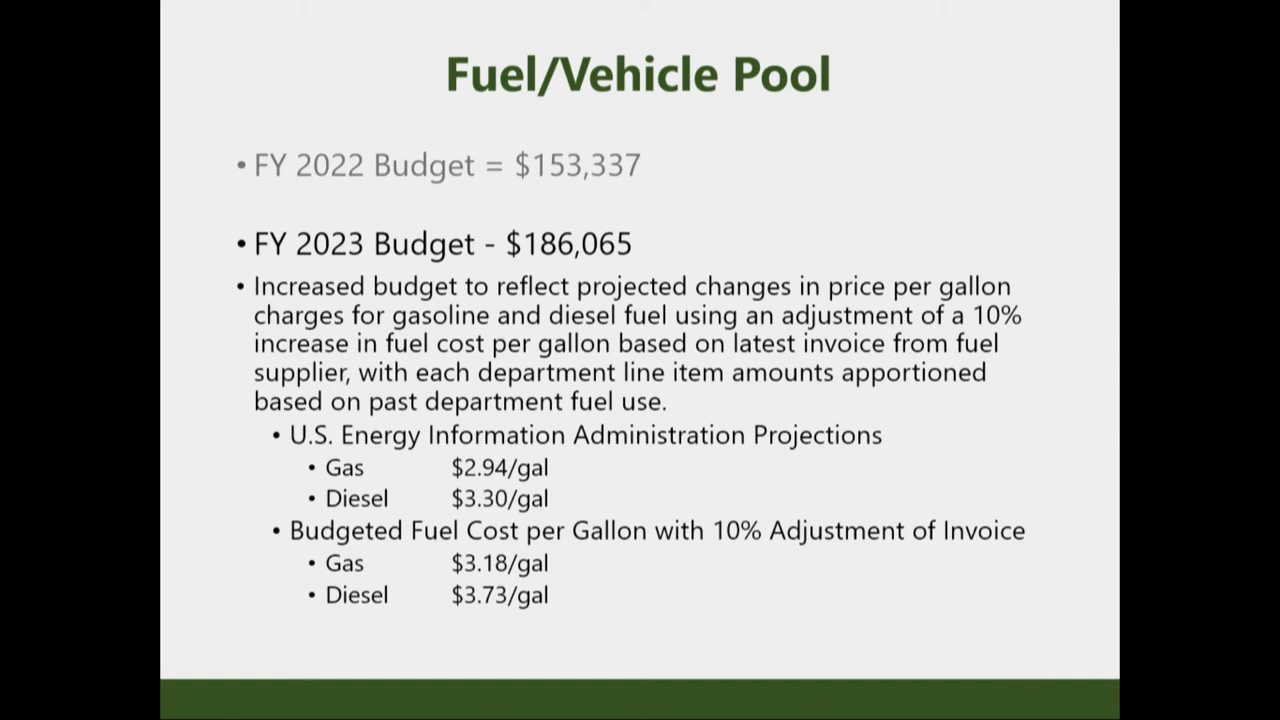 Fuel/Vehicle Pool
• FY 2022 Budget = $153,337
• FY 2023 Budget - $186,065
• Increased budget to reflect projected changes in price per gallon
charges for gasoline and diesel fuel using an adjustment of a 10%
increase in fuel cost per gallon based on latest invoice from fuel
supplier, with each department line item amounts apportioned
based on past department fuel use.
• U.S. Energy Information Administration Projections
• Gas $2.94/gal
• Diesel $3.30/gal
• Budgeted Fuel Cost per Gallon with 10% Adjustment of Invoice
• Gas $3.18/gal
• Diesel $3.73/gal